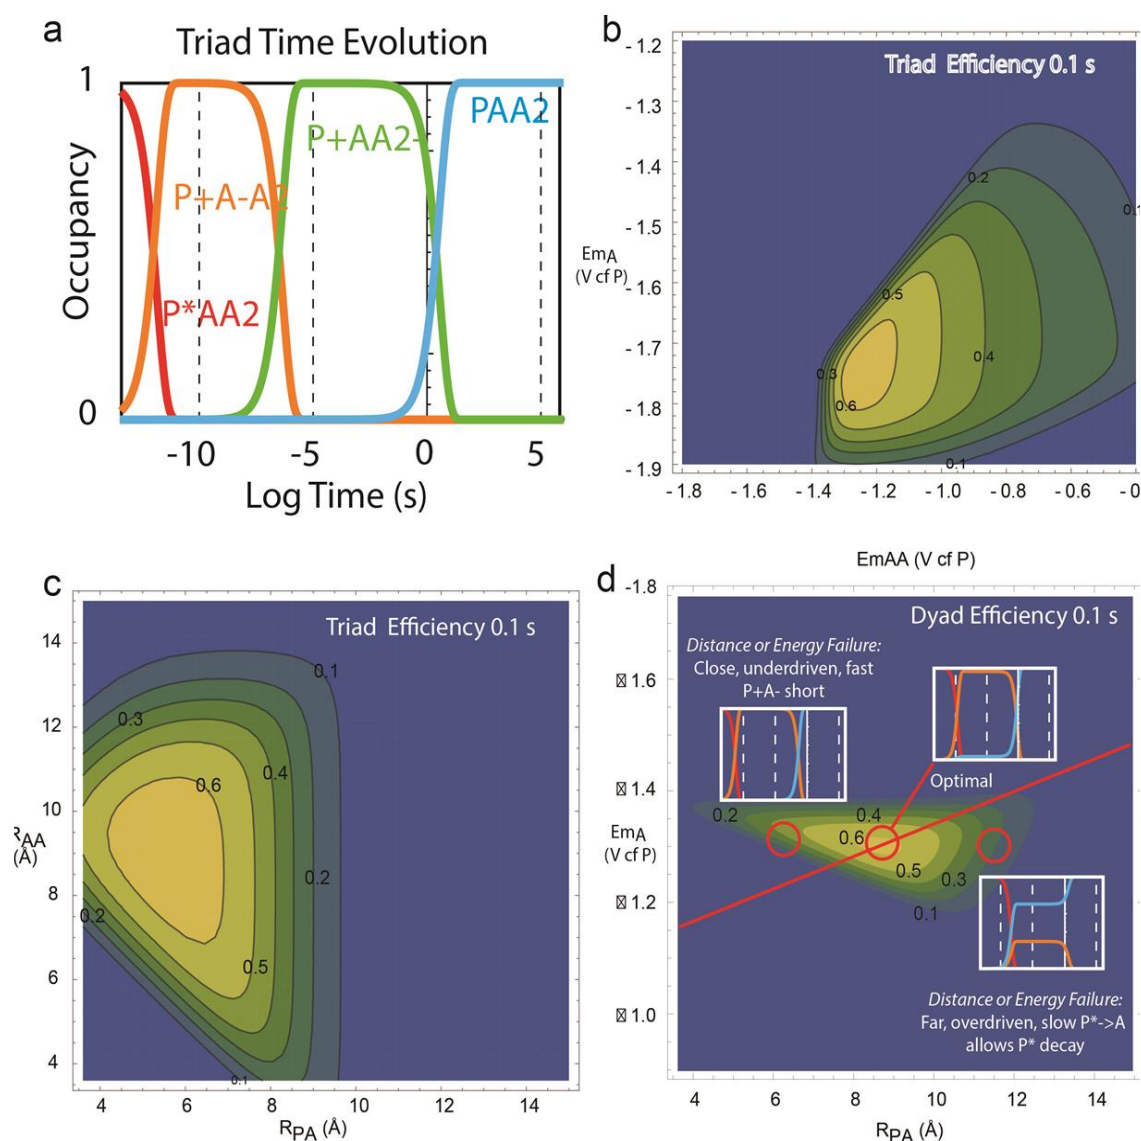 a
Triad Time Evolution
1
PAA2
P+AA2-
P+A-A2
P*AA2
Occupancy
0
-10
-5
0
5
Log Time (s)
b
Triad Efficiency 0.1 s
- 1.2
- 1.3
- 1.4
- 1.5
- 1.6
- 1.7
- 1.8
- 1.9
EmA
(V cf P)
0.2
0.1
0.5
0.3
0.4
0.6
0.1
- 1.8
- 1.6
- 1.4
- 1.2
- 1.0
- 0.8
- 0.6
- 0
EmAA (V cf P)
c
Triad Efficiency 0.1 s
14
12
10
8
6
4
RAA
(Å)
0.1
0.3
0.4
0.6
0.2
0.2
0.5
0.1
4
6
8
10
12
14
RPA (Å)
d
Dyad Efficiency 0.1 s
-1.8
1.6
1.4
1.2
1.0
EmA
(V cf P)
Distance or Energy Failure:
Close, underdriven, fast
P+A- short
Optimal
0.2
0.4
0.6
0.5
0.3
0.1
Distance or Energy Failure:
Far, overdriven, slow P*->A
allows P* decay
4
6
8
10
12
14
RPA (Å)